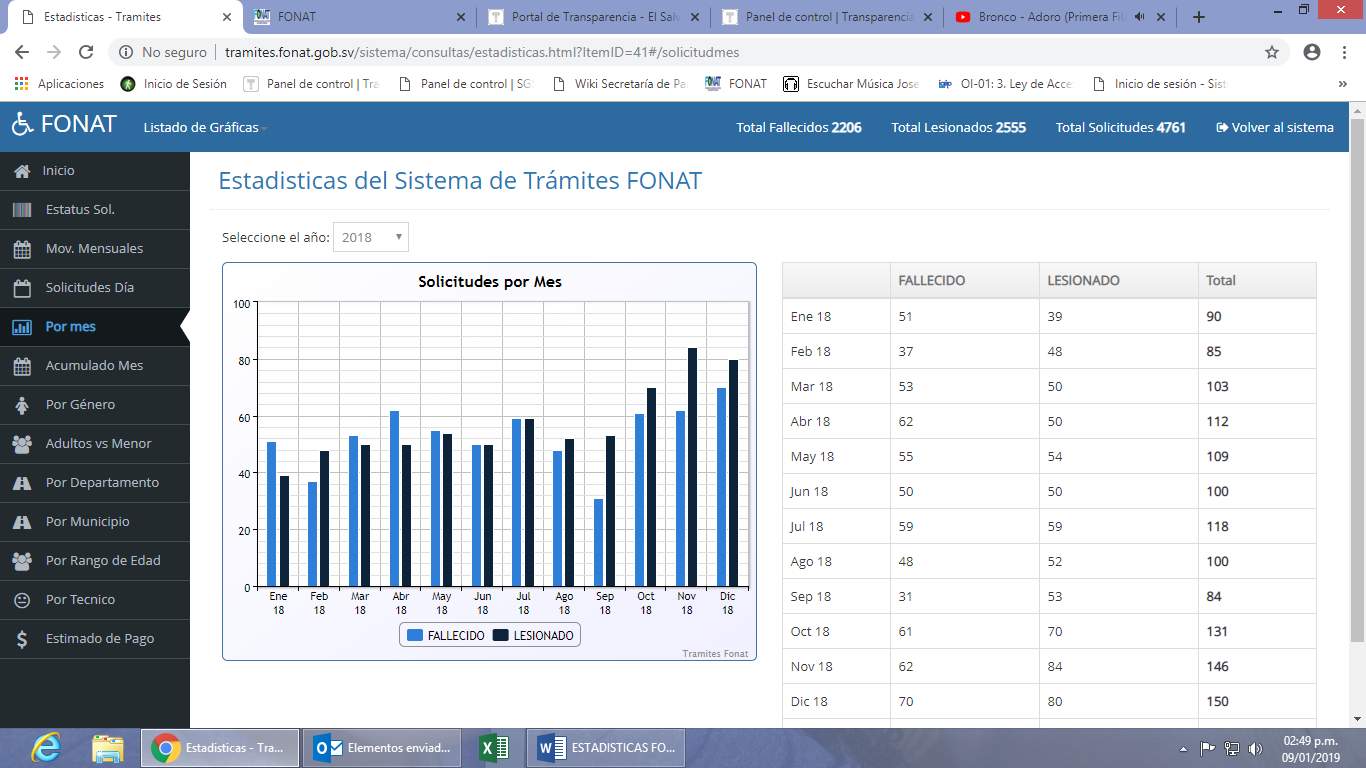 Estadisticas - Tramites
FONAT
Portal de Transparencia - El Salv
Panel de control | Transparencia
Bronco - Adoro (Primera Fil
No seguro | tramites.fonat.gob.sv/sistema/consultas/estadisticas.html?ItemID=41#/solicitudmes
Aplicaciones
Inicio de Sesión
Panel de control | Tra
Panel de control | SG
Wiki Secretaría de Pa
FONAT
Escuchar Música Jose
OI-01: 3. Ley de Acce
Inicio de sesión - Sist
»
FONAT
Listado de Gráficas
Total Fallecidos 2206
Total Lesionados 2555
Total Solicitudes 4761
Volver al sistema
Inicio
Estatus Sol.
Mov. Mensuales
Solicitudes Día
Por mes
Acumulado Mes
Por Género
Adultos vs Menor
Por Departamento
Por Municipio
Por Rango de Edad
Por Tecnico
Estimado de Pago
Estadisticas del Sistema de Trámites FONAT
Seleccione el año: 2018
Solicitudes por Mes
100
80
60
40
20
0
Ene Feb Mar Abr May Jun Jul Ago Sep Oct Nov Dic
18 18 18 18 18 18 18 18 18 18 18 18
FALLECIDO LESIONADO
Tramites Fonat
FALLECIDO LESIONADO Total
Ene 18 51 39 90
Feb 18 37 48 85
Mar 18 53 50 103
Abr 18 62 50 112
May 18 55 54 109
Jun 18 50 50 100
Jul 18 59 59 118
Ago 18 48 52 100
Sep 18 31 53 84
Oct 18 61 70 131
Nov 18 62 84 146
Dic 18 70 80 150
Estadisticas - Tra...
Elementos enviad...
ESTADISTICAS FO...
02:49 p.m.
09/01/2019